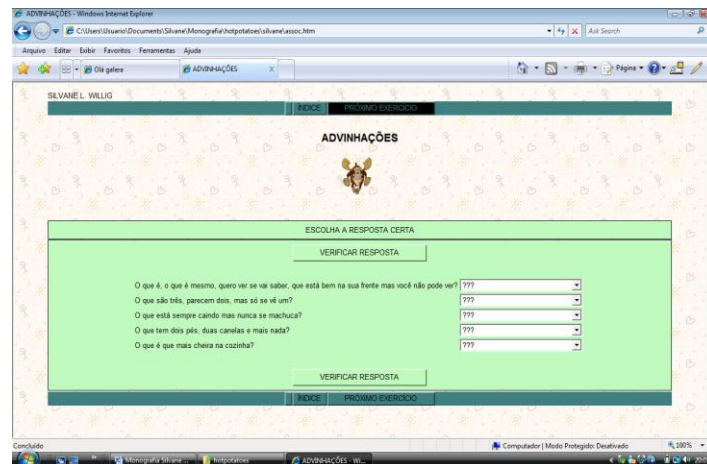 ADVINHAÇÕES - Windows Internet Explorer
C:\Users\Usuario\Documents\Silvane\Monografia\hotpotatoes\silvane\assoc.htm
Ask Search
Arquivo Editar Exibir Favoritos Ferramentas Ajuda
Olá galera
ADVINHAÇÕES
Página
SILVANE L. WILLIG
ÍNDICE
PRÓXIMO EXERCÍCIO
ADVINHAÇÕES
ESCOLHA A RESPOSTA CERTA
VERIFICAR RESPOSTA
O que é, o que é mesmo, quero ver se vai saber, que está bem na sua frente mas você não pode ver? ???
O que são três, parecem dois, mas só se vê um? ???
O que está sempre caindo mas nunca se machuca? ???
O que tem dois pés, duas canelas e mais nada? ???
O que é que mais cheira na cozinha? ???
VERIFICAR RESPOSTA
ÍNDICE
PRÓXIMO EXERCÍCIO
Concluído
Computador | Modo Protegido: Desativado
100%
Monografia Silvane ...
hotpotatoes
ADVINHAÇÕES - Wi...